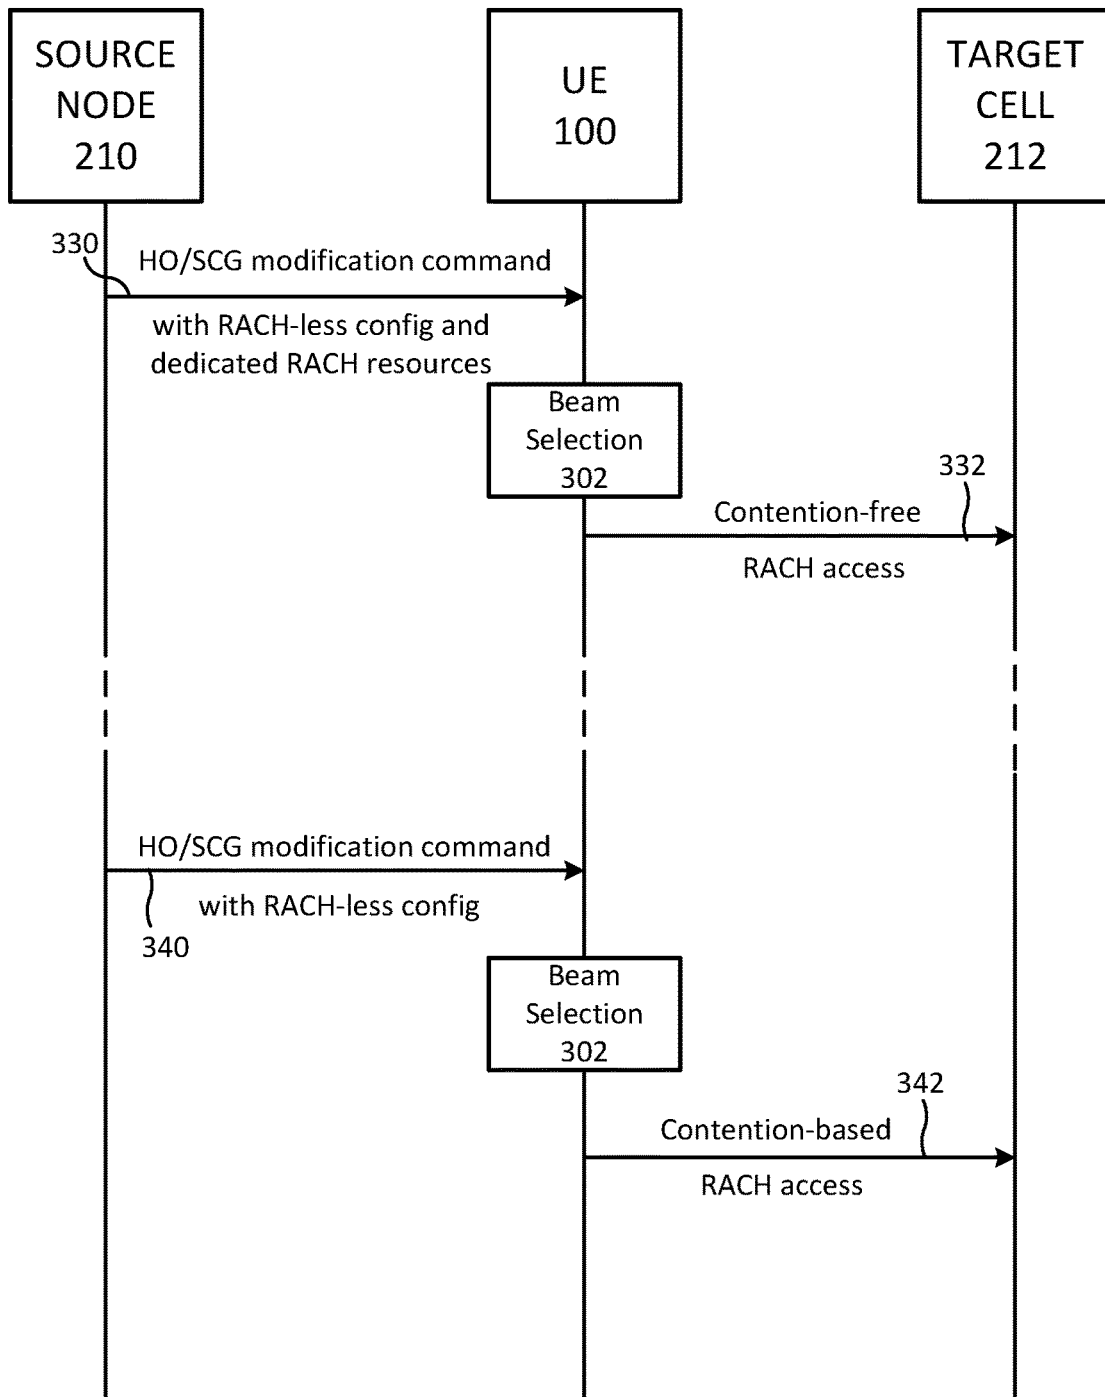 SOURCE
NODE
210
UE
100
TARGET
CELL
212
330
HO/SCG modification command
with RACH-less config and
dedicated RACH resources
Beam
Selection
302
332
Contention-free
RACH access
HO/SCG modification command
with RACH-less config
340
Beam
Selection
302
342
Contention-based
RACH access